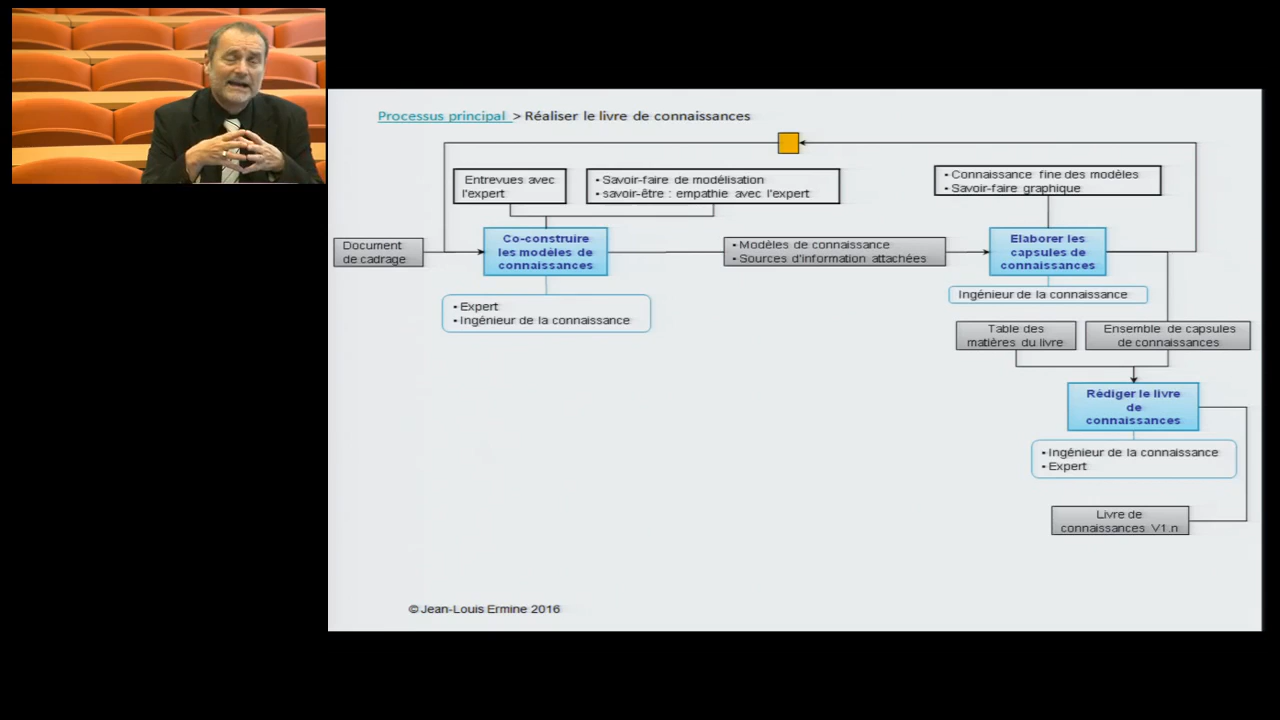 Processus principal > Réaliser le livre de connaissances
Entrevues avec
l'expert
• Savoir-faire de modélisation
• savoir-être : empathie avec l'expert
• Connaissance fine des modèles
• Savoir-faire graphique
Document
de cadrage
Co-construire
les modèles de
connaissances
• Modèles de connaissance
• Sources d'information attachées
Elaborer les
capsules de
connaissances
• Expert
• Ingénieur de la connaissance
Ingénieur de la connaissance
Table des
matières du livre
Ensemble de capsules
de connaissances
Rédiger le livre
de
connaissances
• Ingénieur de la connaissance
• Expert
Livre de
connaissances V1.n
© Jean-Louis Ermine 2016